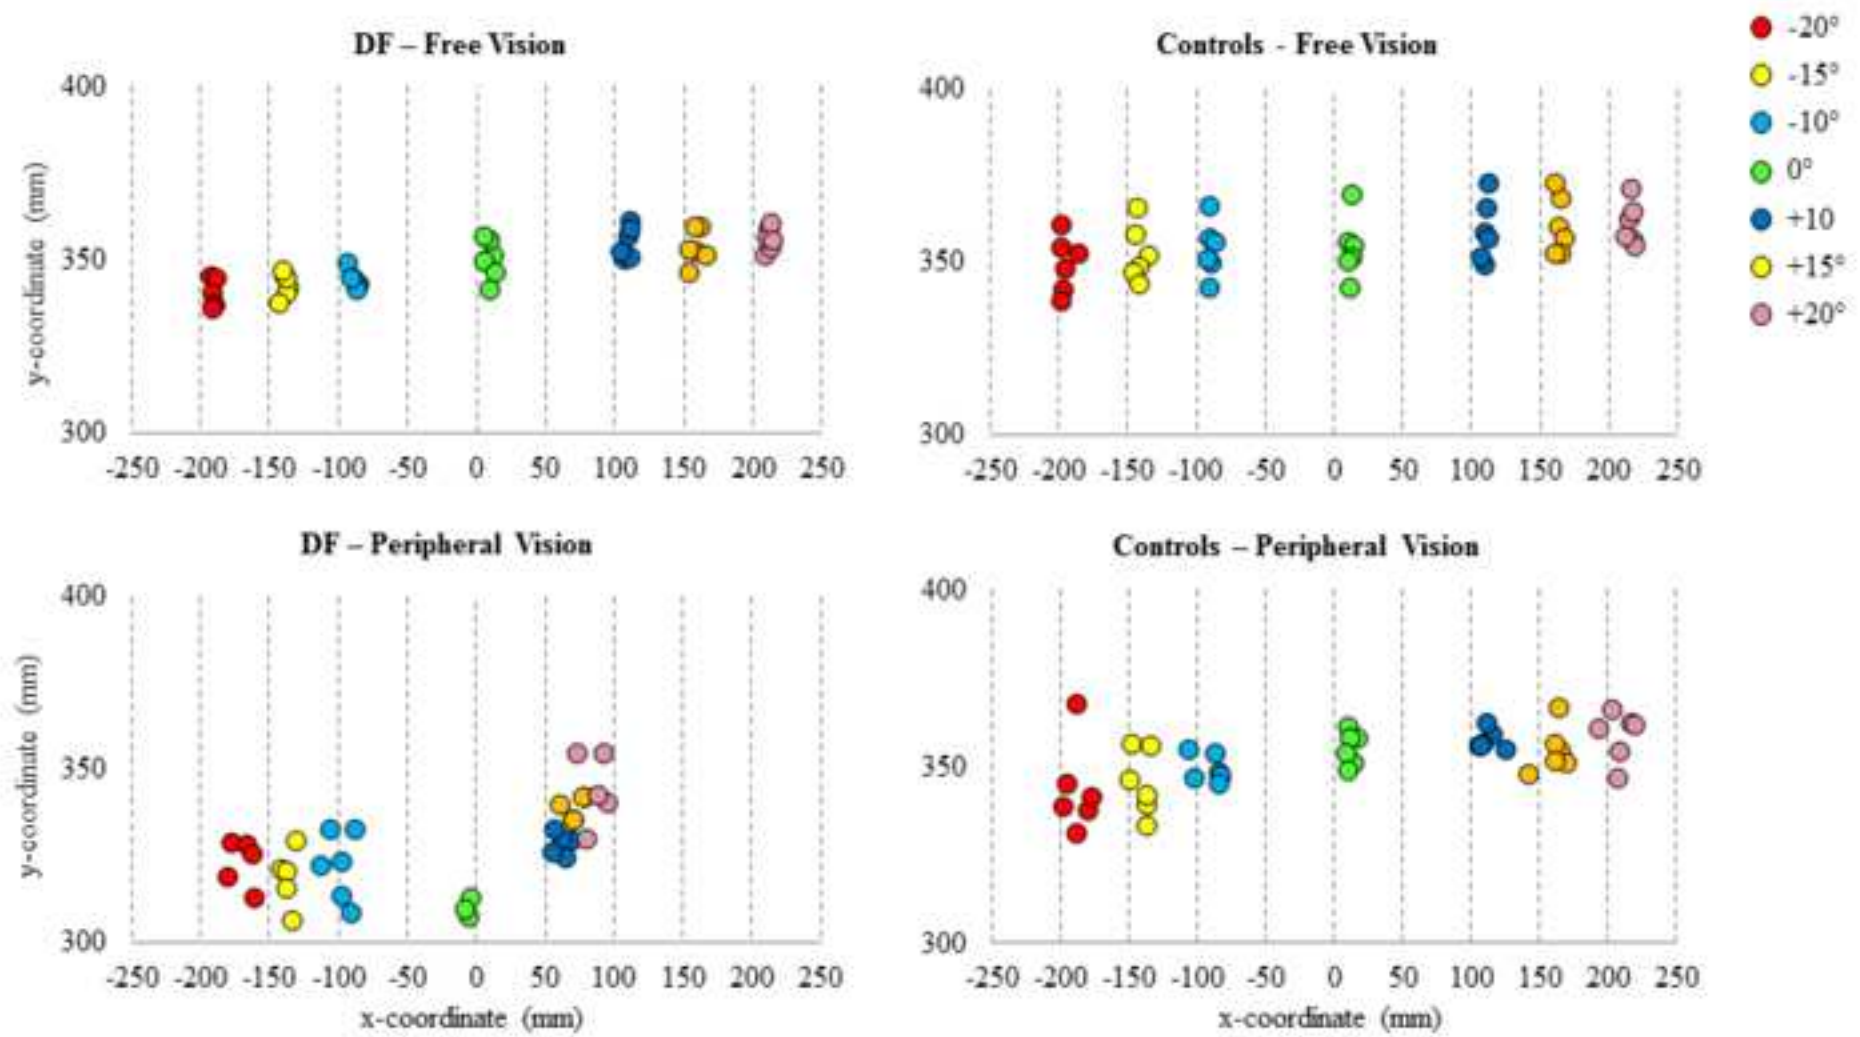 DF – Free Vision
400
350
300
-250 -200 -150 -100 -50 0 50 100 150 200 250
y-coordinate (mm)
Controls - Free Vision
400
350
300
-250 -200 -150 -100 -50 0 50 100 150 200 250
-20°
-15°
-10°
0°
+10
+15°
+20°
DF – Peripheral Vision
400
350
300
-250 -200 -150 -100 -50 0 50 100 150 200 250
y-coordinate (mm)
x-coordinate (mm)
Controls – Peripheral Vision
400
350
300
-250 -200 -150 -100 -50 0 50 100 150 200 250
x-coordinate (mm)